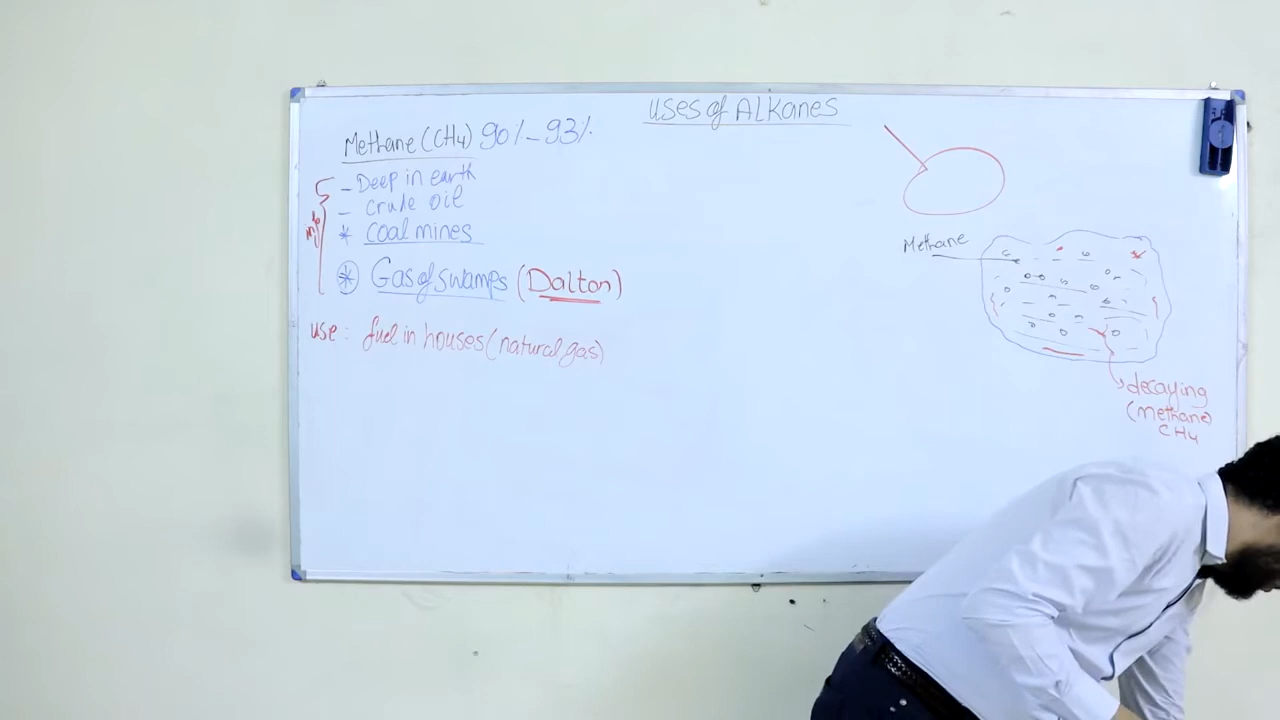 Uses of Alkanes
Methane (CH4) 90% - 93%
- Deep in earth
- Crude oil
* Coal mines
* Gas of swamps (Dalton)
use: fuel in houses (natural gas)
Methane
decaying
(methane)
CH4